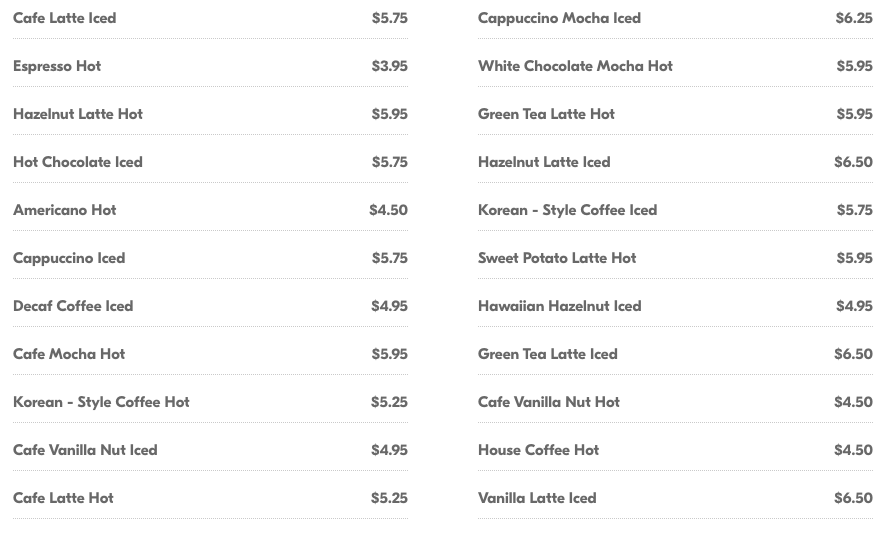 Cafe Latte Iced $5.75
Espresso Hot $3.95
Hazelnut Latte Hot $5.95
Hot Chocolate Iced $5.75
Americano Hot $4.50
Cappuccino Iced $5.75
Decaf Coffee Iced $4.95
Cafe Mocha Hot $5.95
Korean - Style Coffee Hot $5.25
Cafe Vanilla Nut Iced $4.95
Cafe Latte Hot $5.25
Cappuccino Mocha Iced $6.25
White Chocolate Mocha Hot $5.95
Green Tea Latte Hot $5.95
Hazelnut Latte Iced $6.50
Korean - Style Coffee Iced $5.75
Sweet Potato Latte Hot $5.95
Hawaiian Hazelnut Iced $4.95
Green Tea Latte Iced $6.50
Cafe Vanilla Nut Hot $4.50
House Coffee Hot $4.50
Vanilla Latte Iced $6.50